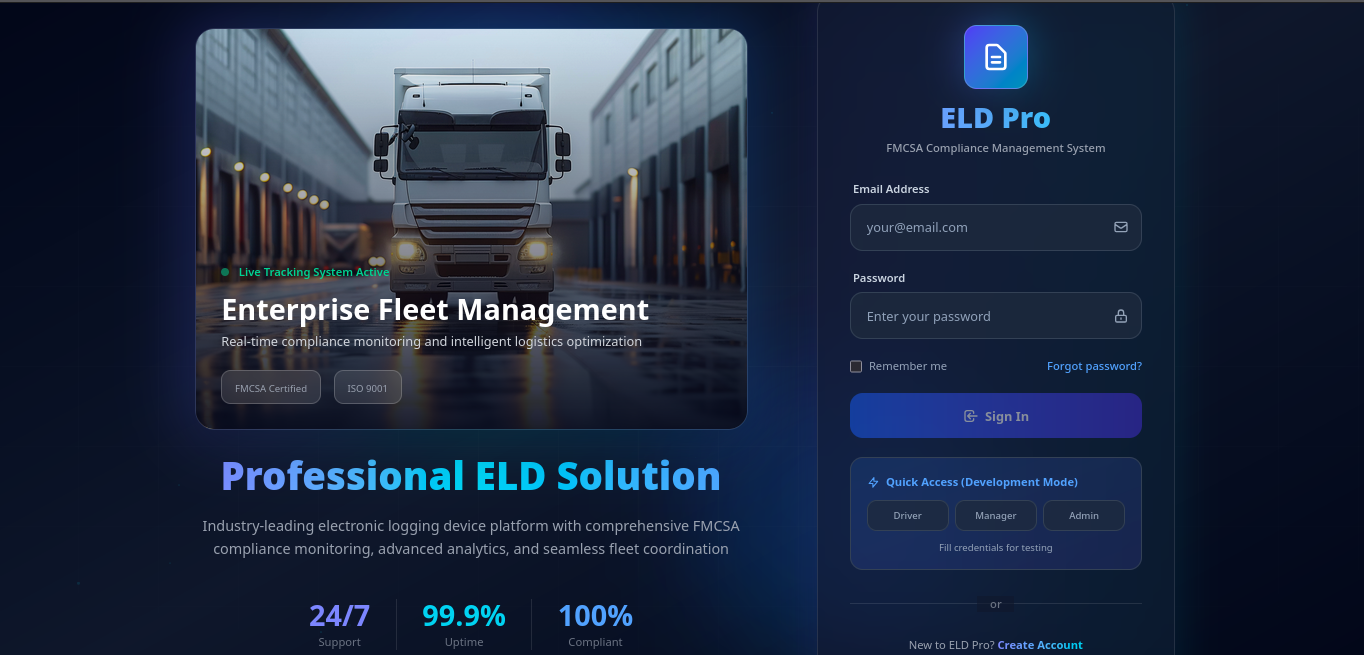 Live Tracking System Active
Enterprise Fleet Management
Real-time compliance monitoring and intelligent logistics optimization
FMCSA Certified
ISO 9001
Professional ELD Solution
Industry-leading electronic logging device platform with comprehensive FMCSA
compliance monitoring, advanced analytics, and seamless fleet coordination
24/7
Support
99.9%
Uptime
100%
Compliant
ELD Pro
FMCSA Compliance Management System
Email Address
your@email.com
Password
Enter your password
Remember me
Forgot password?
Sign In
Quick Access (Development Mode)
Driver
Manager
Admin
Fill credentials for testing
or
New to ELD Pro? Create Account